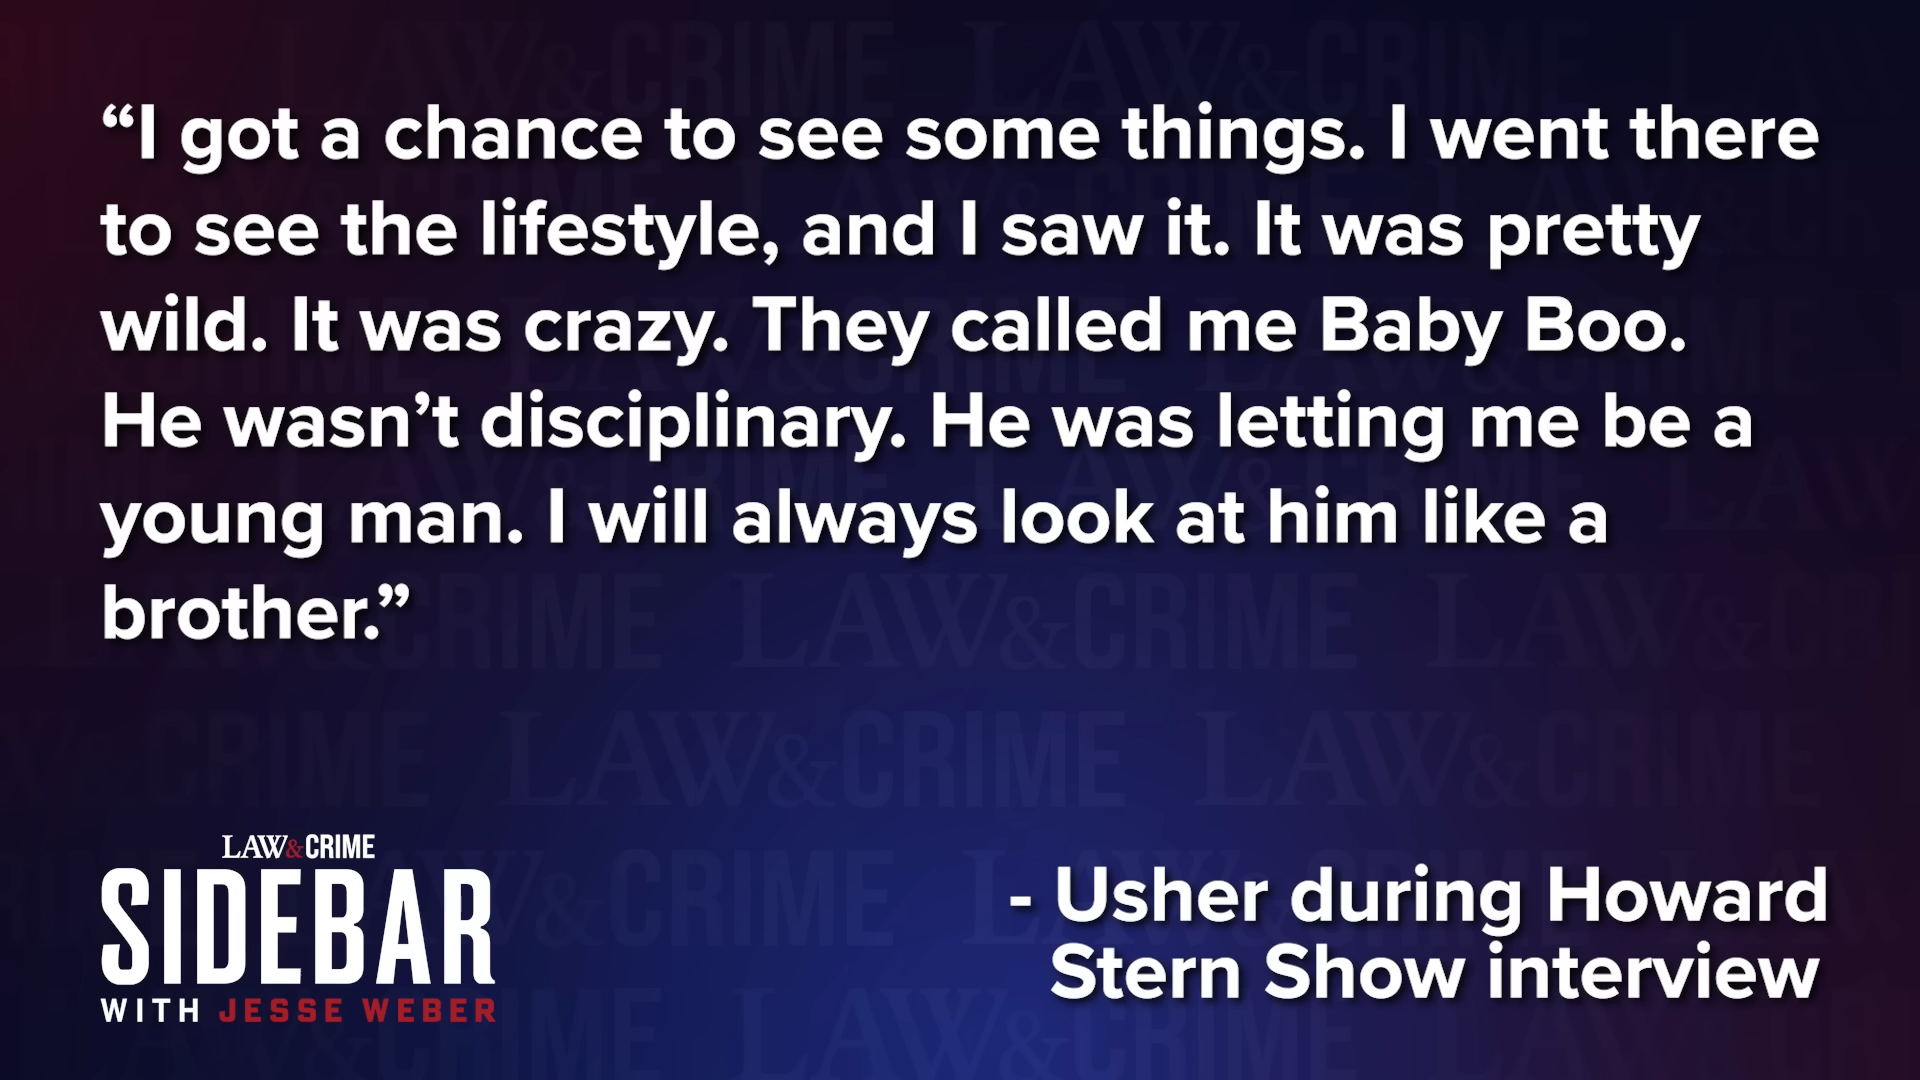 “I got a chance to see some things. I went there
to see the lifestyle, and I saw it. It was pretty
wild. It was crazy. They called me Baby Boo.
He wasn’t disciplinary. He was letting me be a
young man. I will always look at him like a
brother.”
LAW&CRIME
SIDEBAR
WITH JESSE WEBER
- Usher during Howard
Stern Show interview